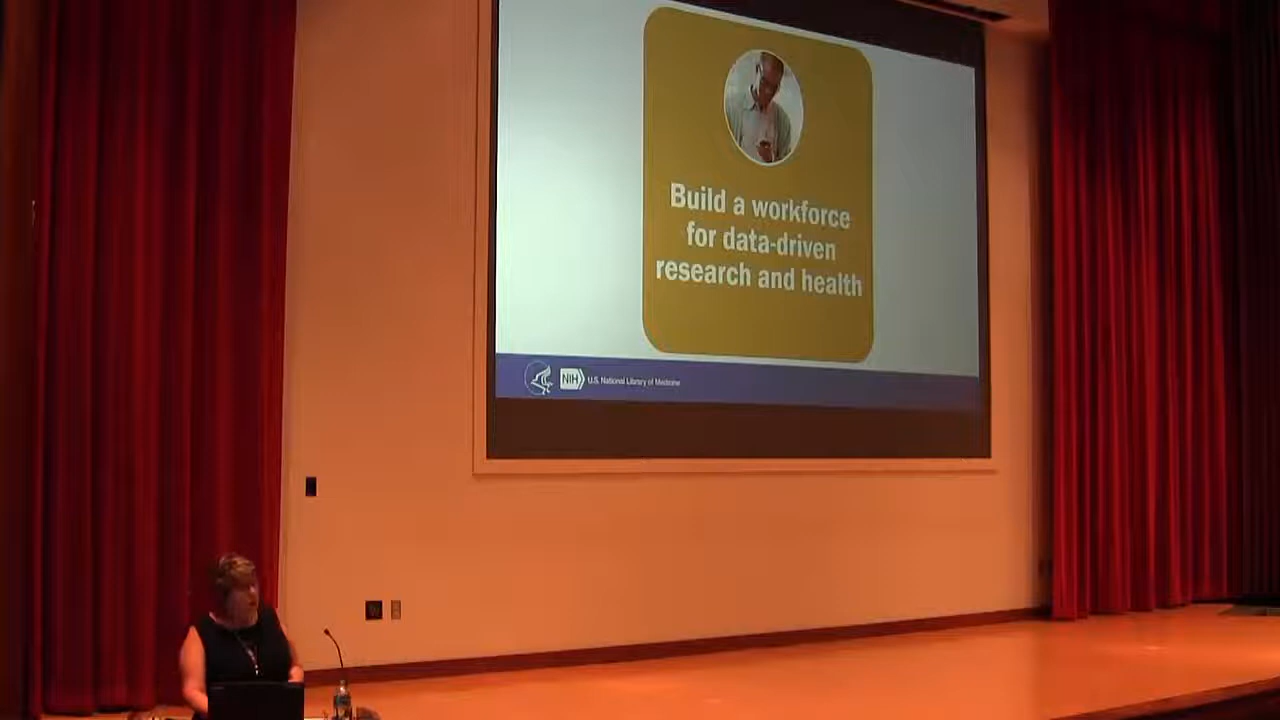 Build a workforce
for data-driven
research and health
NIH U.S. National Library of Medicine